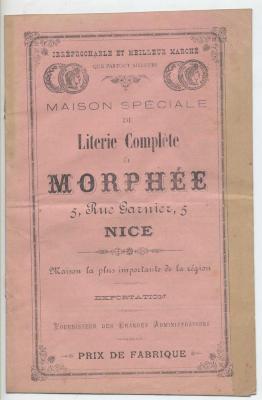 IRRÉPROCHABLE ET MEILLEUR MARCHÉ
QUE PARTOUT AILLEURS
MAISON SPÉCIALE
DE
Literie Complète
à
MORPHÉE
5, Rue Garnier, 5
NICE
Maison la plus importante de la région
EXPORTATION
FOURNISSEUR DES GRANDES ADMINISTRATIONS
PRIX DE FABRIQUE